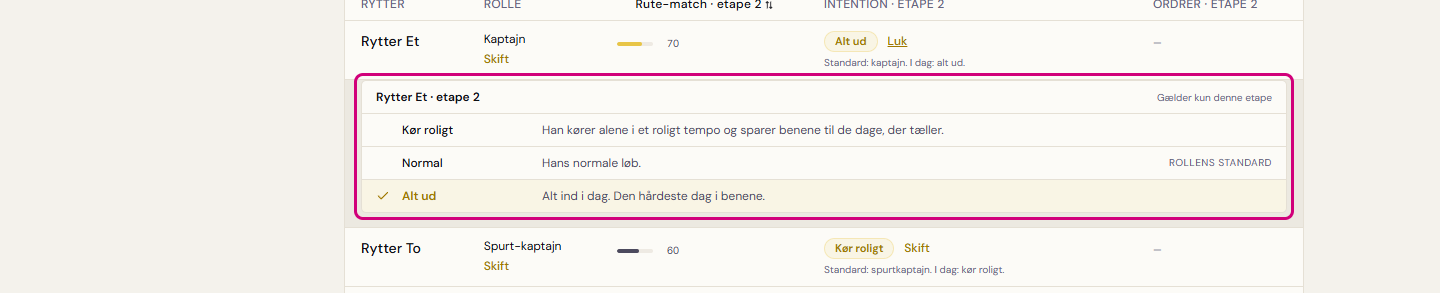 RYTTER ROLLE Rute-match · etape 2 ⇅ INTENTION · ETAPE 2 ORDRER · ETAPE 2
Rytter Et Kaptajn 70 Alt ud Luk –
Skift Standard: kaptajn. I dag: alt ud.
Rytter Et · etape 2 Gælder kun denne etape
Kør roligt Han kører alene i et roligt tempo og sparer benene til de dage, der tæller.
Normal Hans normale løb. ROLLENS STANDARD
Alt ud Alt ind i dag. Den hårdeste dag i benene.
Rytter To Spurt-kaptajn 60 Kør roligt Skift –
Skift Standard: spurtkaptajn. I dag: kør roligt.